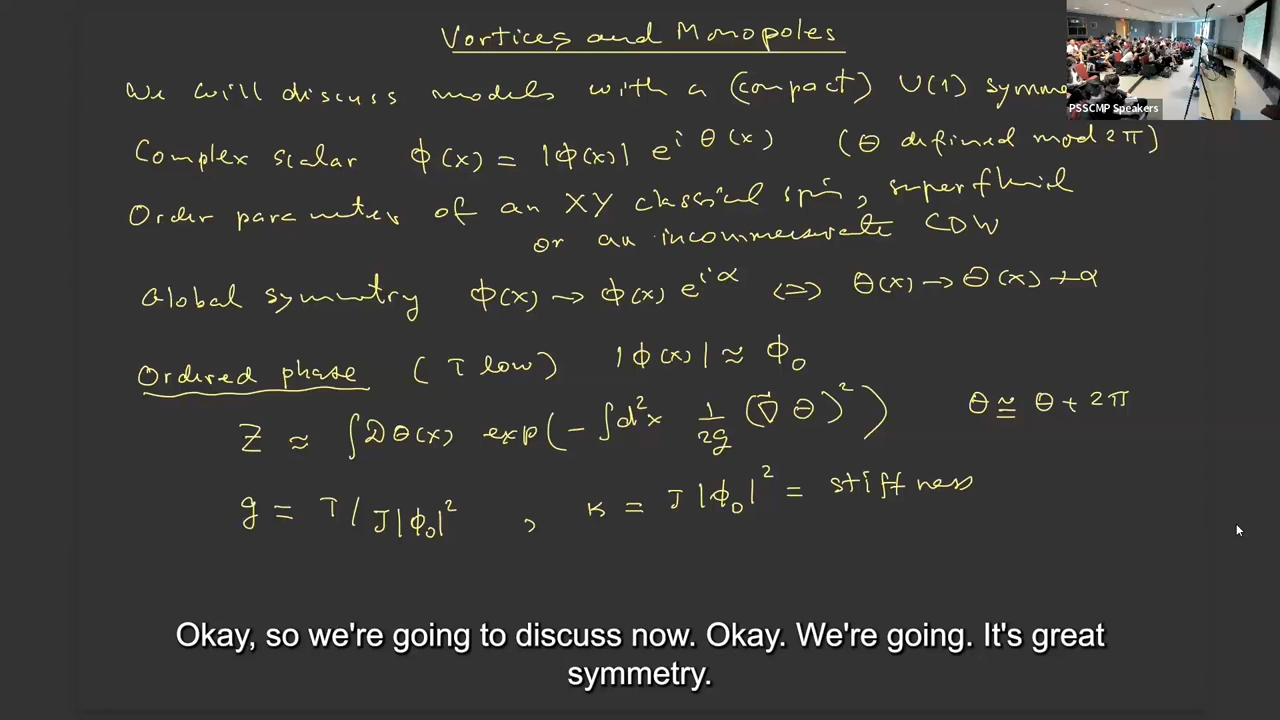 Vortices and Monopoles
We will discuss models with a (compact) U(1) symme
PSSCMP Speakers
Complex scalar ϕ(x) = |ϕ(x)| e^{iθ(x)} (θ defined mod 2π)
Order parameter of an XY classical spin, superfluid
or an incommensurate CDW
Global symmetry ϕ(x) → ϕ(x) e^{iα} ⇔ θ(x) → θ(x) + α
Ordered phase (T low) |ϕ(x)| ≈ ϕ₀
Z ≈ ∫Dθ(x) exp(-∫d²x 1/2g (∇⃗θ)²) θ ≅ θ + 2π
g = T/J|ϕ₀|² , κ = J|ϕ₀|² = stiffness
Okay, so we're going to discuss now. Okay. We're going. It's great
symmetry.